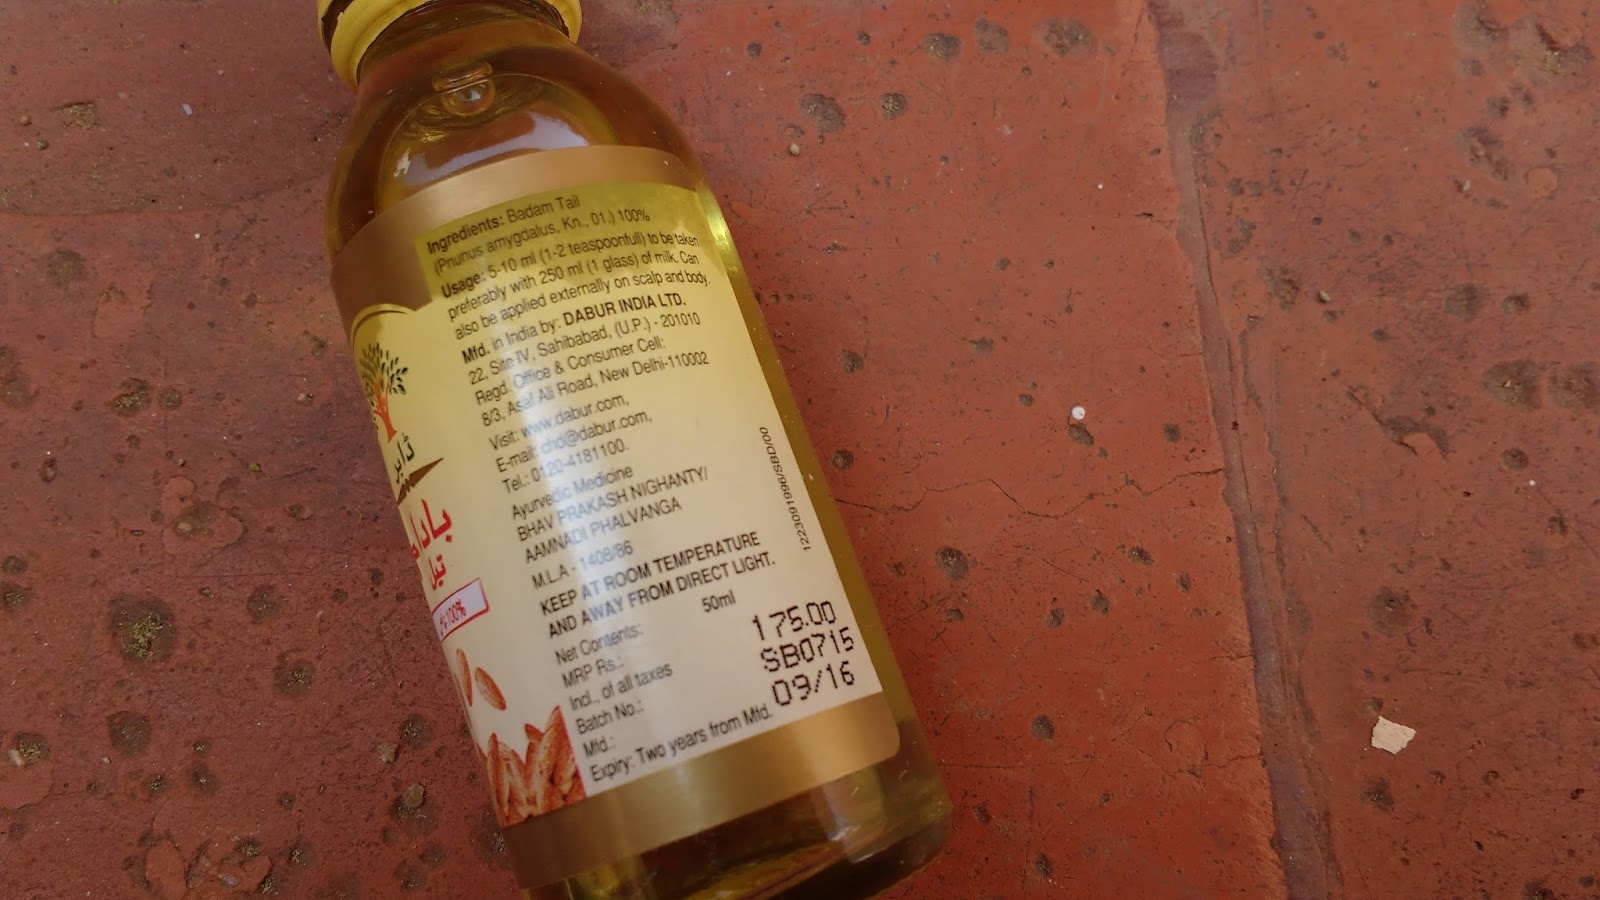 Ingredients: Badam Tail
(Pnunus amygdalus, Kn., 01.) 100%
Usage: 5-10 ml (1-2 teaspoonfull) to be taken
preferably with 250 ml (1 glass) of milk. Can
also be applied externally on scalp and body.
Mfd. in India by: DABUR INDIA LTD.
22, Site IV, Sahibabad, (U.P.) - 201010
Regd. Office & Consumer Cell:
8/3, Asaf Ali Road, New Delhi-110002
Visit: www.dabur.com,
E-mail: chd@dabur.com,
Tel.: 0120-4181100.
Ayurvedic Medicine
BHAV PRAKASH NIGHANTY/
AAMNADI PHALVANGA
M.L.A - 1408/86
KEEP AT ROOM TEMPERATURE
AND AWAY FROM DIRECT LIGHT.
Net Contents: 50ml
MRP Rs.: 175.00
Incl., of all taxes
Batch No.: SB0715
Mfd.: 09/16
Expiry: Two years from Mfd.
1223091996/SBD/00
ڈابر
تیل
100%